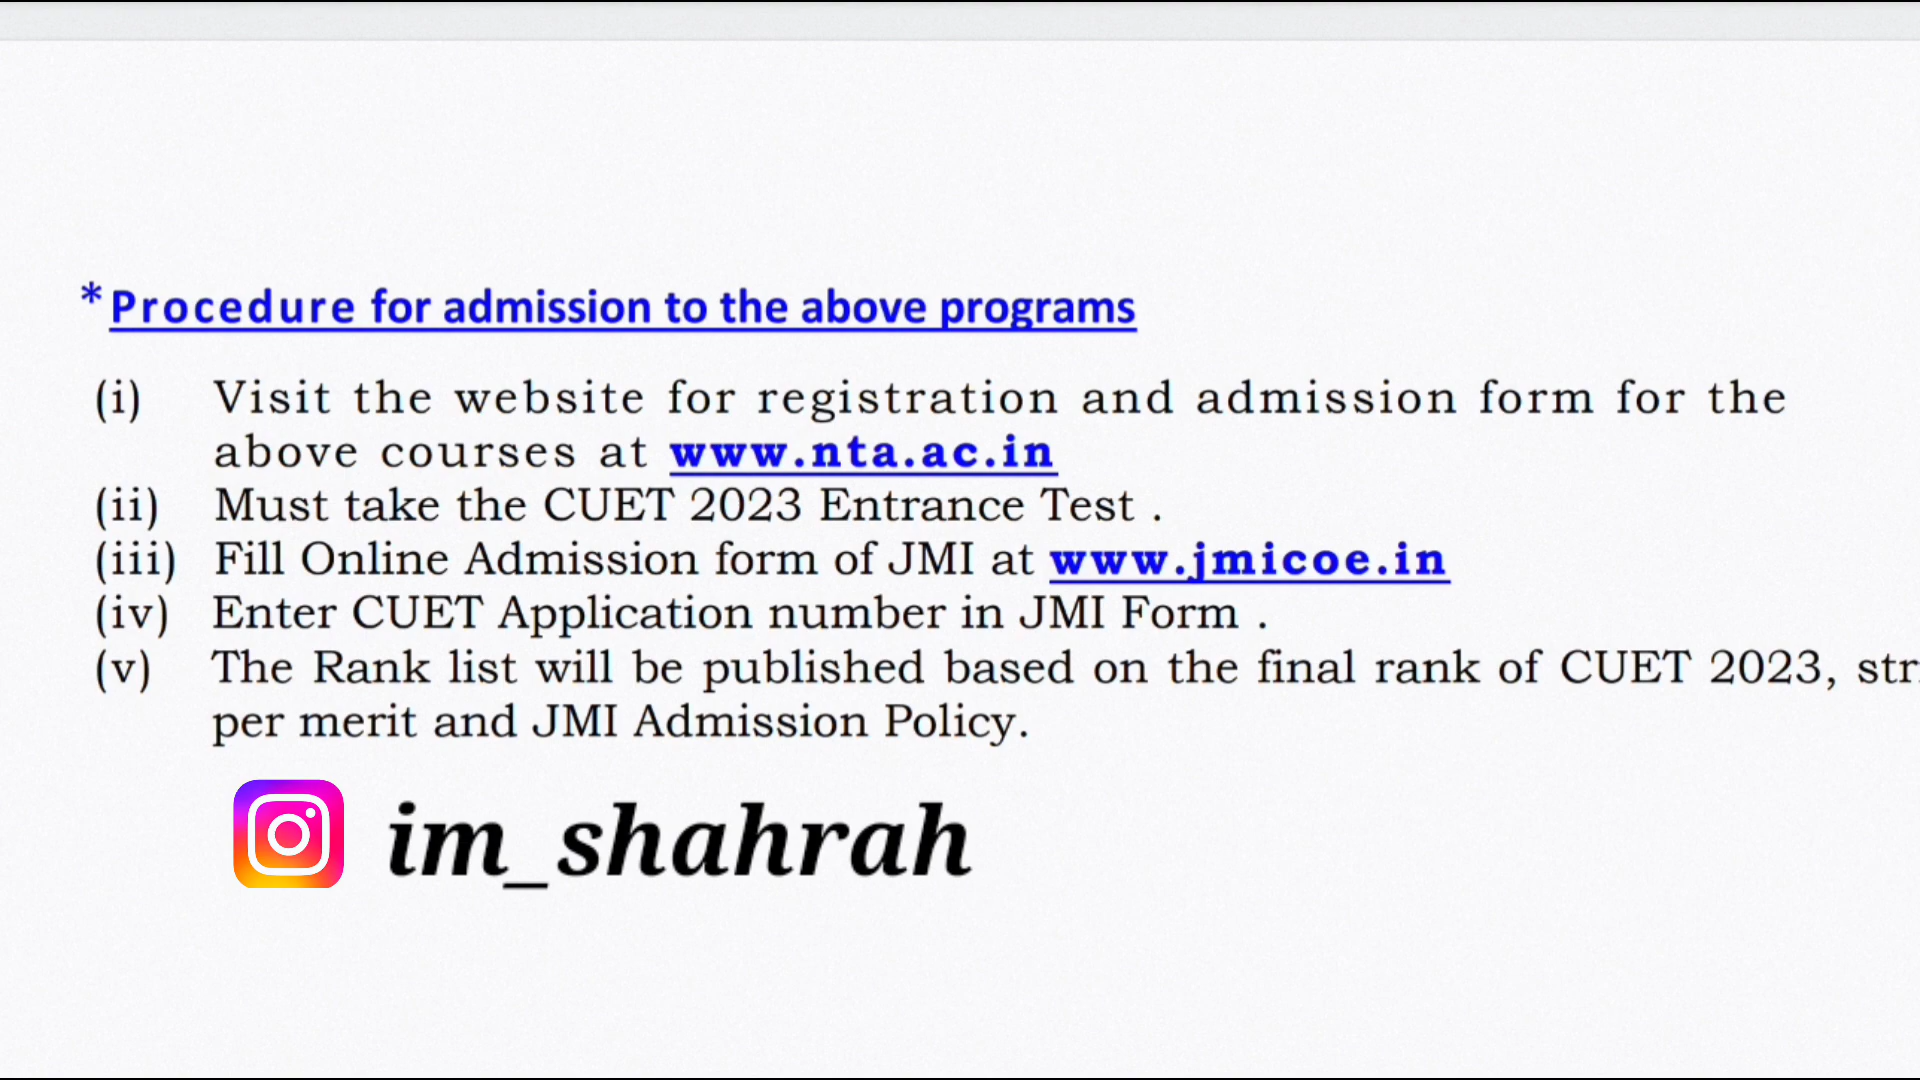 *Procedure for admission to the above programs
(i) Visit the website for registration and admission form for the
above courses at www.nta.ac.in
(ii) Must take the CUET 2023 Entrance Test .
(iii) Fill Online Admission form of JMI at www.jmicoe.in
(iv) Enter CUET Application number in JMI Form .
(v) The Rank list will be published based on the final rank of CUET 2023,
per merit and JMI Admission Policy.
im_shahrah